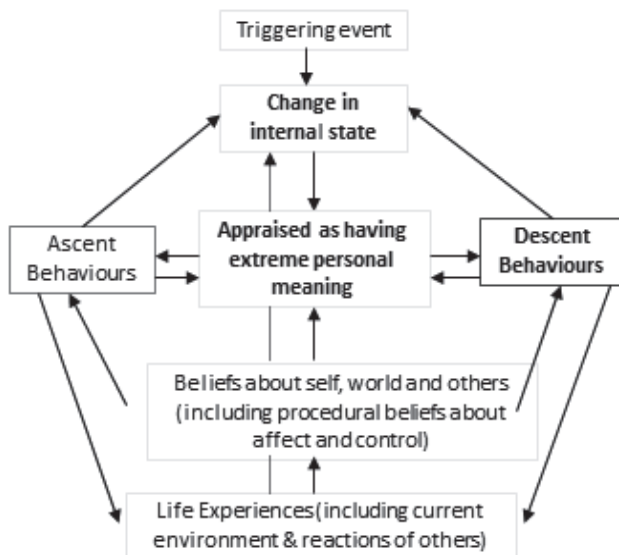 Triggering event
Change in
internal state
Ascent
Behaviours
Appraised as having
extreme personal
meaning
Descent
Behaviours
Beliefs about self, world and others
(including procedural beliefs about
affect and control)
Life Experiences(including current
environment & reactions of others)